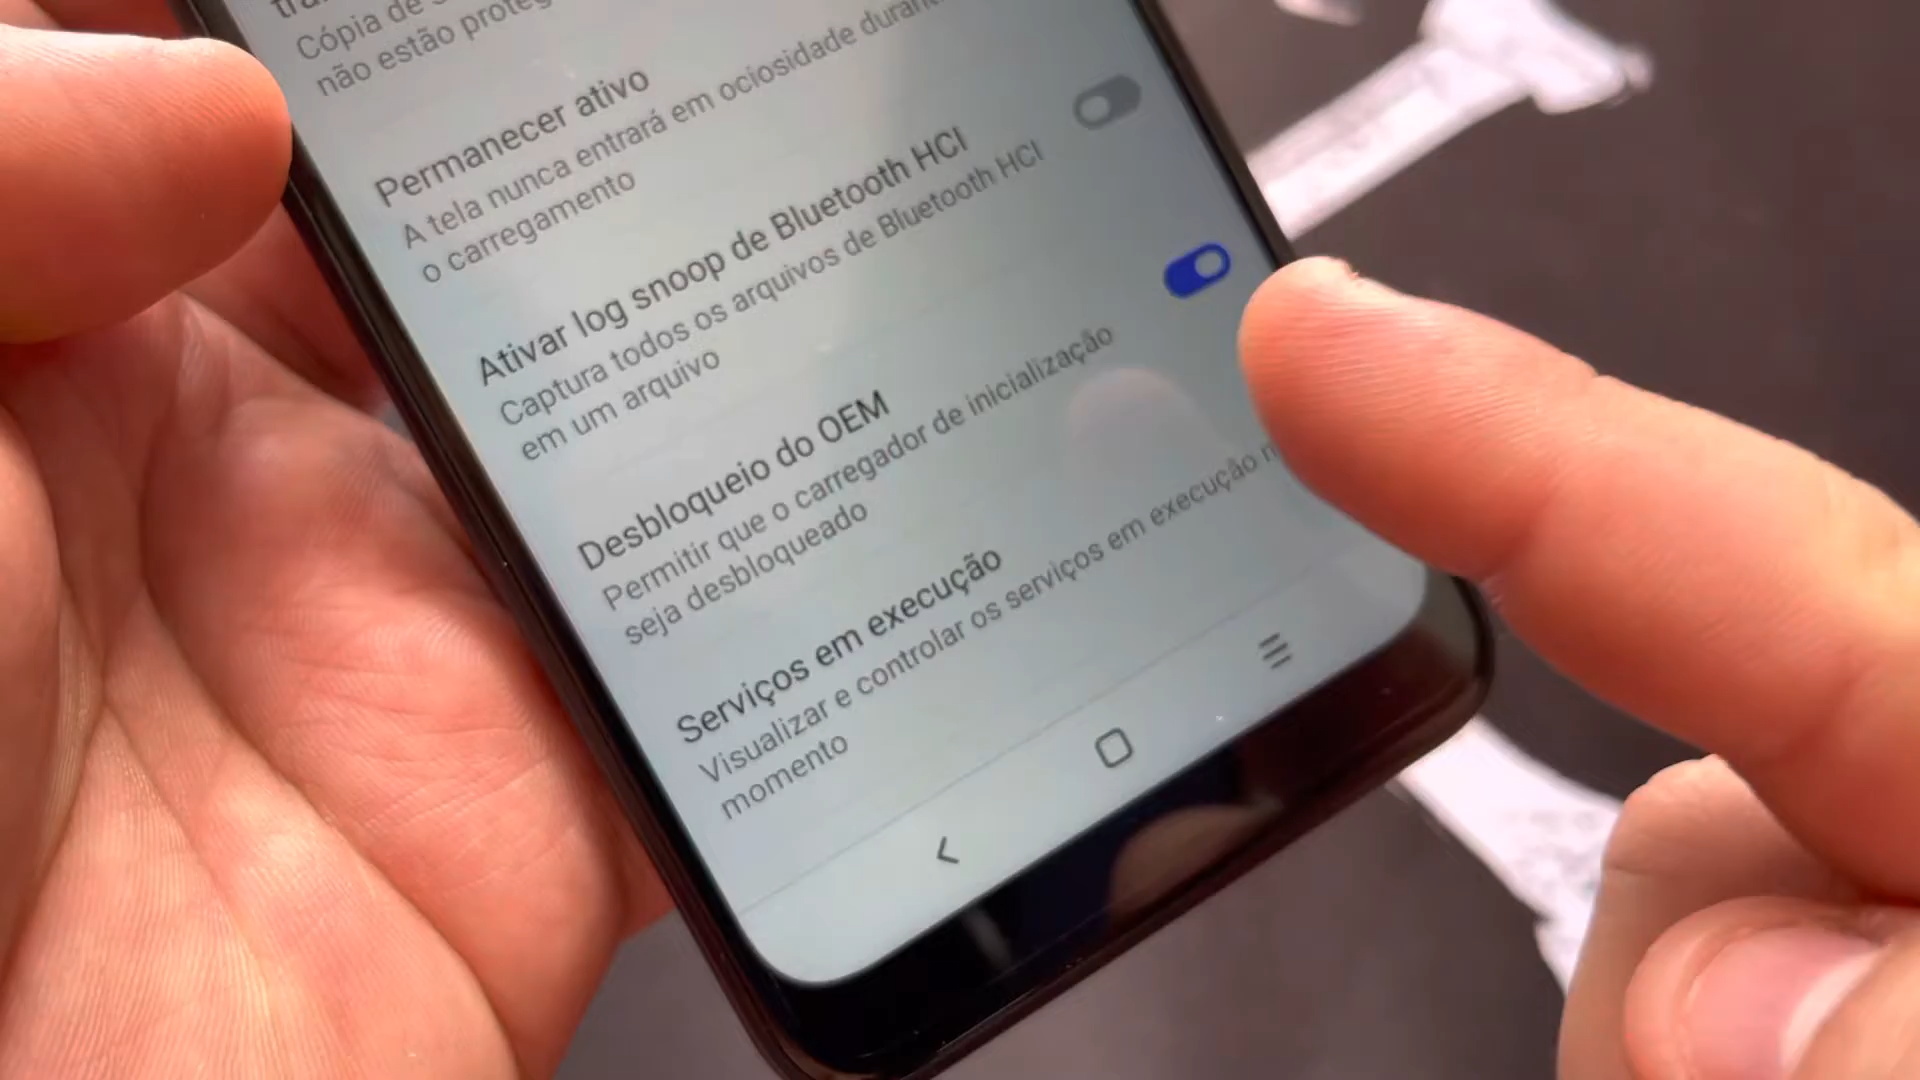 Cópia de
não estão
Permanecer ativo
A tela nunca entrará em ociosidade
o carregamento
Ativar log snoop de Bluetooth HCI
Captura todos os arquivos de Bluetooth HCI
em um arquivo
Desbloqueio do OEM
Permitir que o carregador de inicialização
seja desbloqueado
Serviços em execução
Visualizar e controlar os serviços em execução
momento